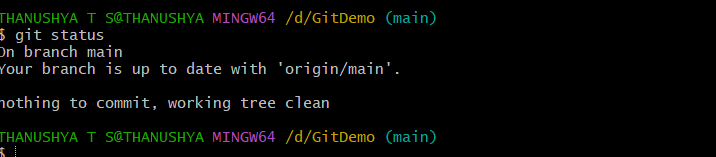 THANUSHYA T S@THANUSHYA MINGW64 /d/GitDemo (main)
$ git status
On branch main
Your branch is up to date with 'origin/main'.
nothing to commit, working tree clean
THANUSHYA T S@THANUSHYA MINGW64 /d/GitDemo (main)
$